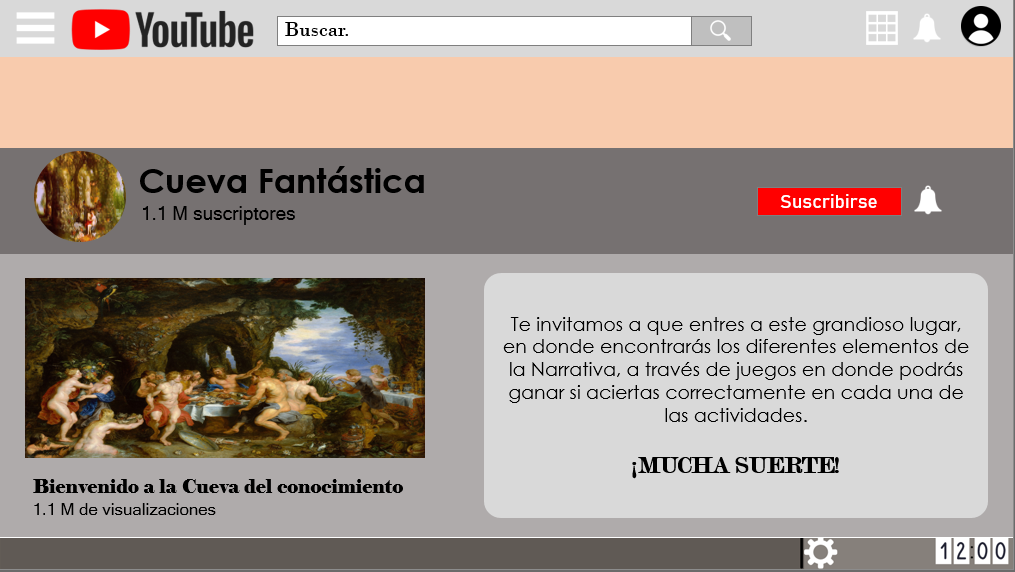 YouTube
Buscar.
Cueva Fantástica
1.1 M suscriptores
Suscribirse
Te invitamos a que entres a este grandioso lugar,
en donde encontrarás los diferentes elementos de
la Narrativa, a través de juegos en donde podrás
ganar si aciertas correctamente en cada una de
las actividades.
¡MUCHA SUERTE!
Bienvenido a la Cueva del conocimiento
1.1 M de visualizaciones
12:00